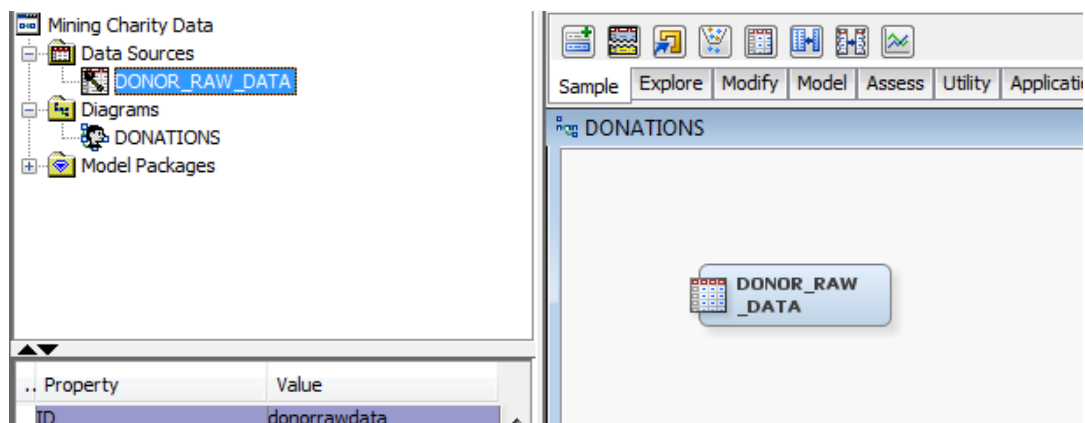 Mining Charity Data
Data Sources
DONOR_RAW_DATA
Diagrams
DONATIONS
Model Packages
.. Property Value
ID donorrawdata
Sample Explore Modify Model Assess Utility Applicati
DONATIONS
DONOR_RAW
_DATA